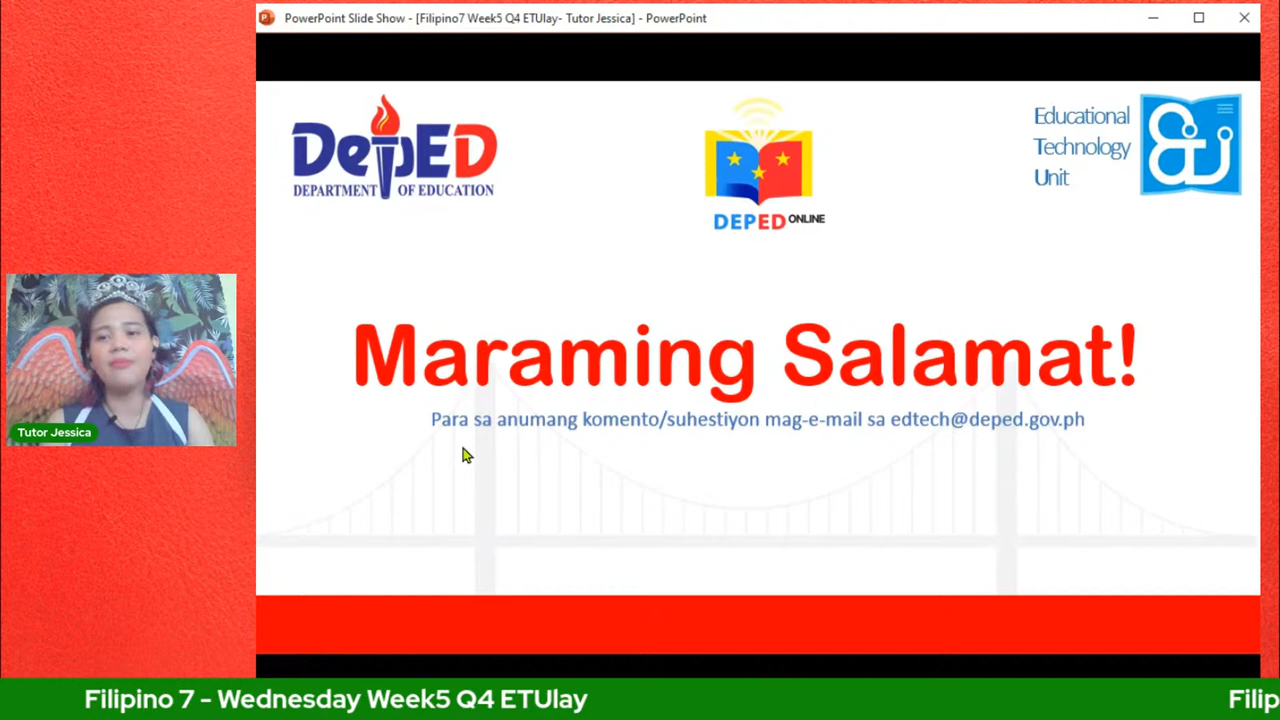 PowerPoint Slide Show - [Filipino7 Week5 Q4 ETUlay- Tutor Jessica] - PowerPoint
DepED
DEPARTMENT OF EDUCATION
DEPED ONLINE
Educational
Technology
Unit
Maraming Salamat!
Para sa anumang komento/suhestiyon mag-e-mail sa edtech@deped.gov.ph
Tutor Jessica
Filipino 7 - Wednesday Week5 Q4 ETUlay
Filip